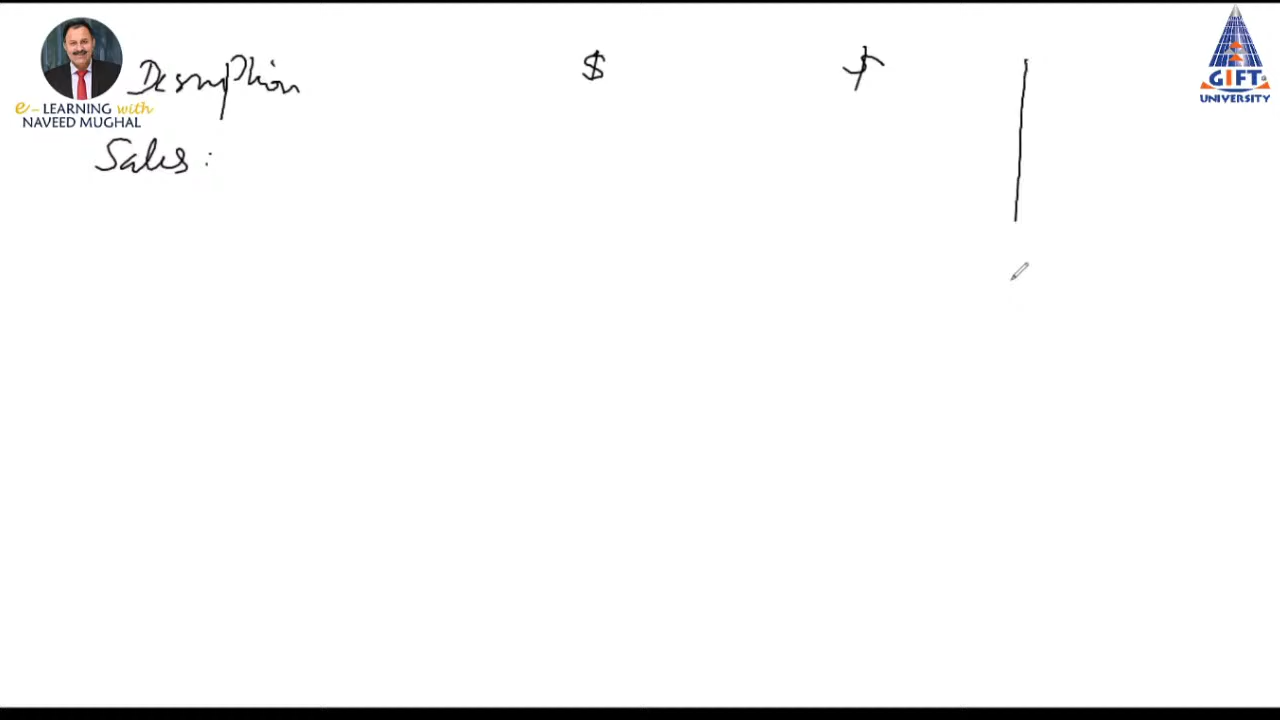 Description $ $
e-LEARNING with
NAVEED MUGHAL
GIFT
UNIVERSITY
Sales :